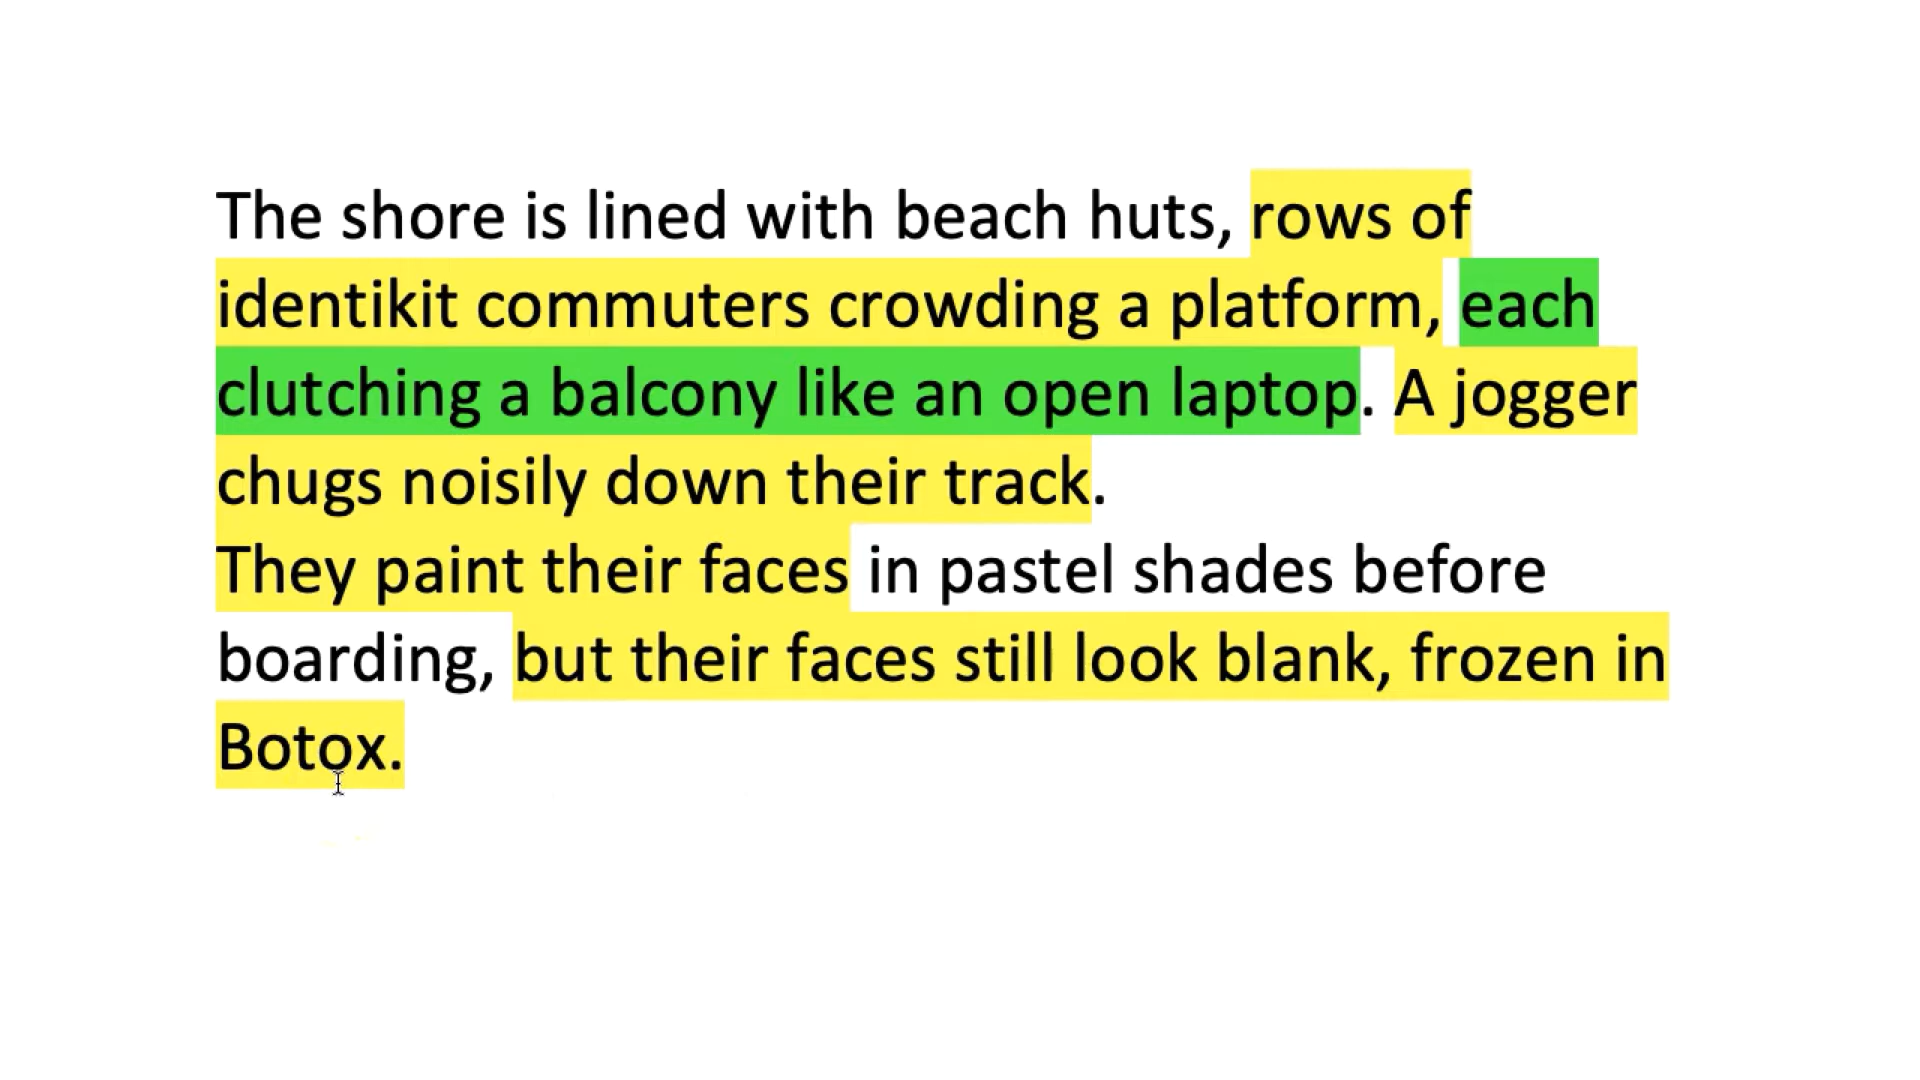 The shore is lined with beach huts, rows of
identikit commuters crowding a platform, each
clutching a balcony like an open laptop. A jogger
chugs noisily down their track.
They paint their faces in pastel shades before
boarding, but their faces still look blank, frozen in
Botox.